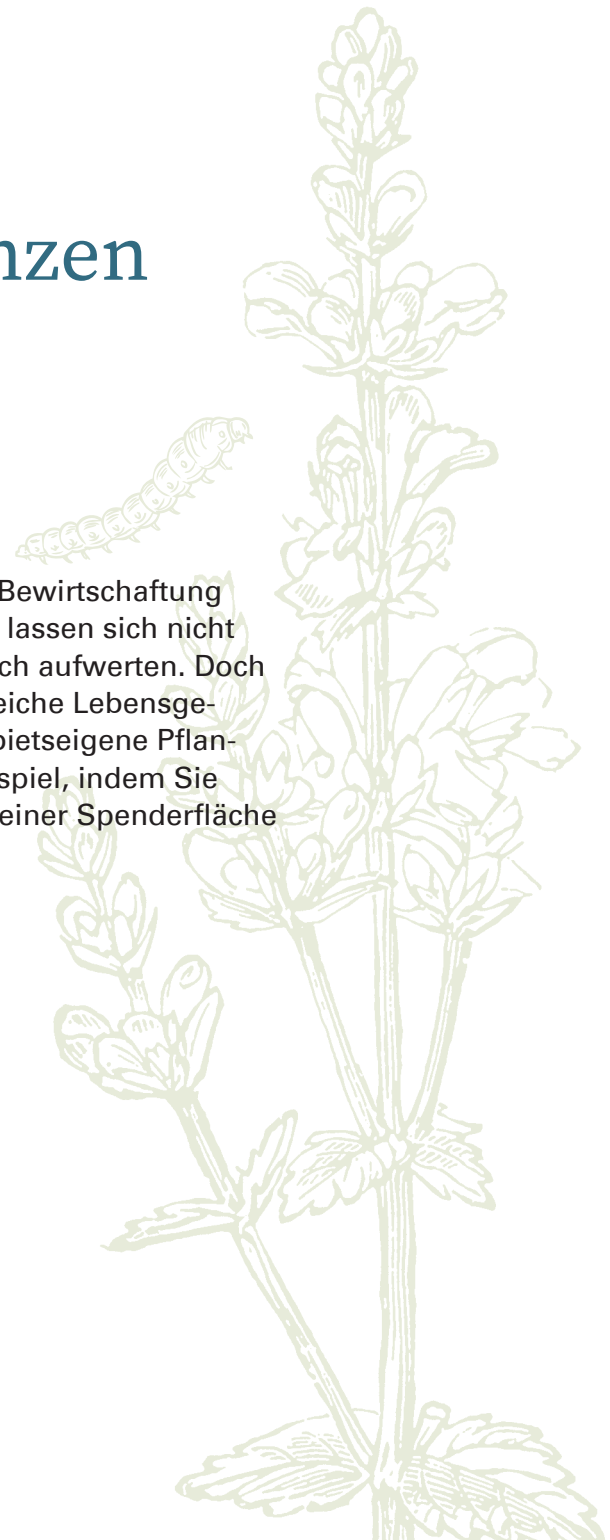 nzen
Bewirtschaftung
lassen sich nicht
ch aufwerten. Doch
eiche Lebensge-
bietseigene Pflan-
spiel, indem Sie
einer Spenderfläche